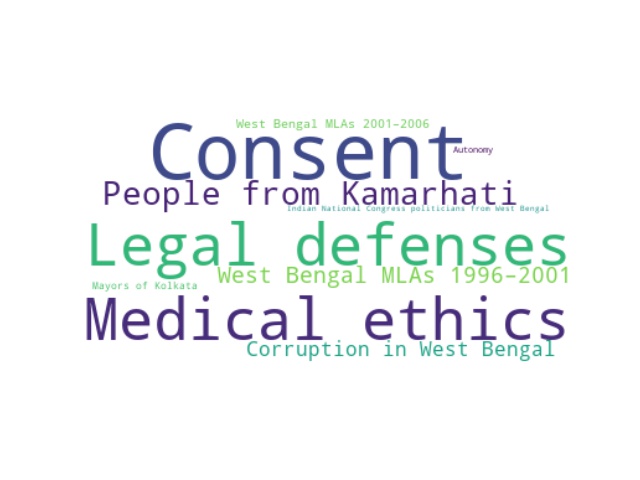 West Bengal MLAs 2001–2006
Consent
Autonomy
People from Kamarhati
Indian National Congress politicians from West Bengal
Legal defenses
West Bengal MLAs 1996–2001
Mayors of Kolkata
Medical ethics
Corruption in West Bengal